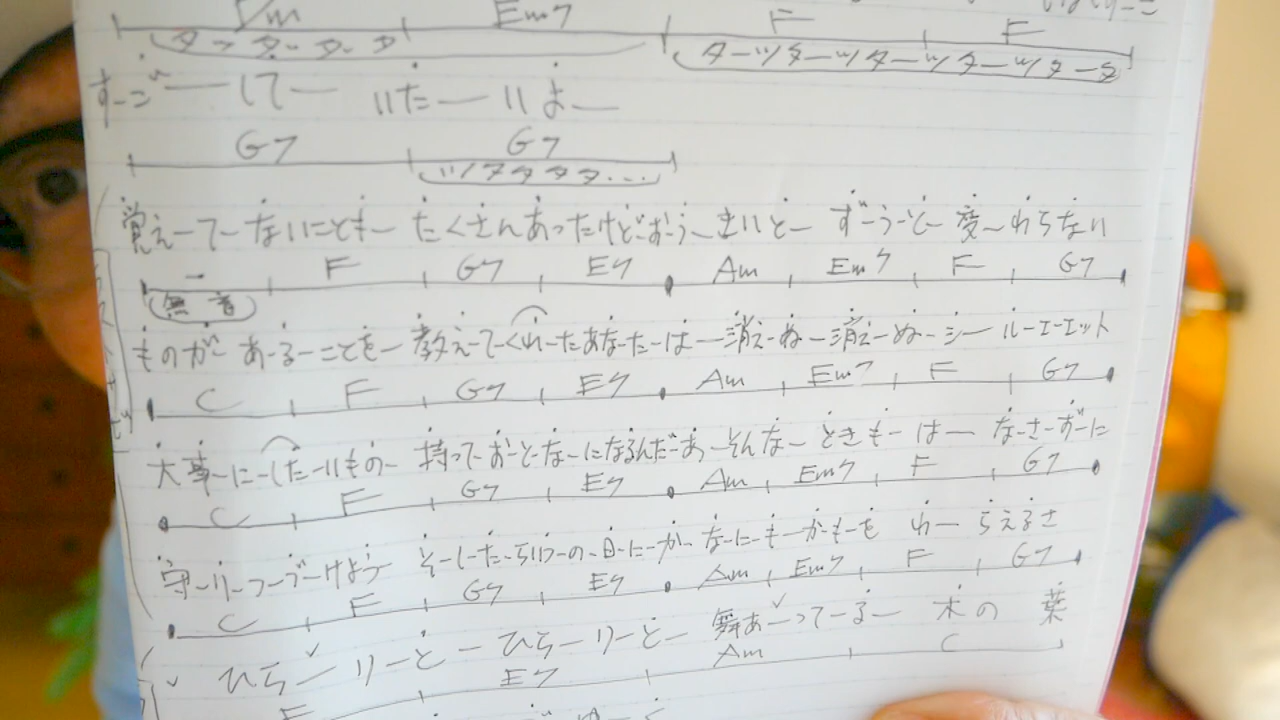 Dm Em7 F F
タータータータ ターツターツターツターツター
すーごーしてー いたーいよー
G7 G7
ツタタタタ...
覚えーてーないことも たくさんあったけどおうーきいとーずーうーとー変ーわらない
ー F G7 E7 Am Em7 F G7
無音
ものがーあーるーことをー教えーてーくれーたあなーたーはー消えーぬー消えーぬーシールーエーエット
C F G7 E7 Am Em7 F G7
大事ーにーしたーいものー持っておーとーなーになるんだあーそんなーときもーはーなーさーずーに
C F G7 E7 Am Em7 F G7
守ーりーつーづーけようーそーしーたーらいつーのー日ーにーかーなーにーもーかーもーを わーらえるさ
C F G7 E7 Am Em7 F G7
ひらーりーとーひらーりーとー舞あーってーるー木の葉
F E7 Am C